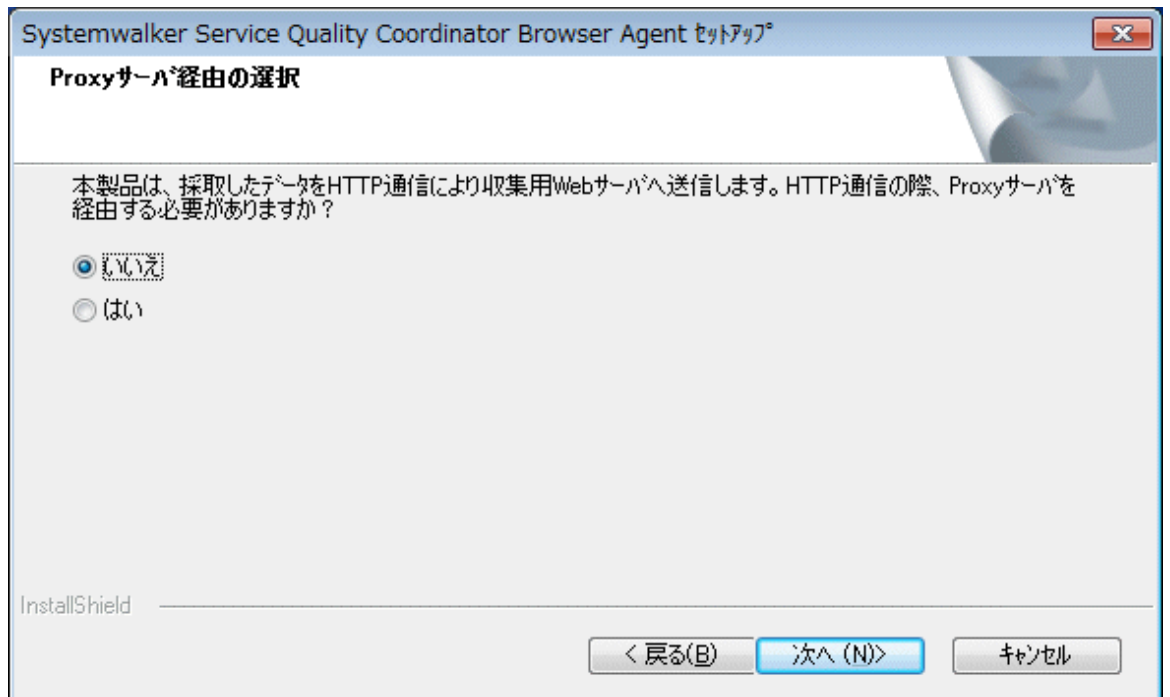 Systemwalker Service Quality Coordinator Browser Agent ｾｯﾄｱｯﾌﾟ
Proxyサーバ経由の選択
本製品は、採取したデータをHTTP通信により収集用Webサーバへ送信します。HTTP通信の際、Proxyサーバを
経由する必要がありますか？
いいえ
はい
InstallShield
< 戻る(B)
次へ (N)>
キャンセル